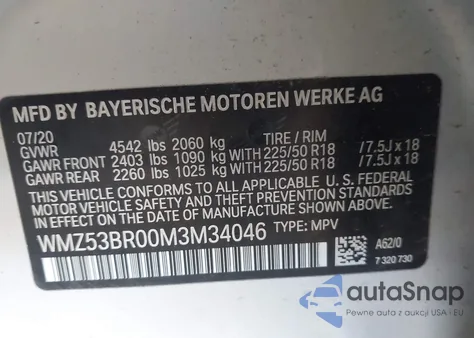 MFD BY BAYERISCHE MOTOREN WERKE AG
07/20
GVWR 4542 lbs 2060 kg TIRE / RIM
GAWR FRONT 2403 lbs 1090 kg WITH 225/50 R18 /7.5J x 18
GAWR REAR 2260 lbs 1025 kg WITH 225/50 R18 /7.5J x 18
THIS VEHICLE CONFORMS TO ALL APPLICABLE U. S. FEDERAL
MOTOR VEHICLE SAFETY, BUMPER, AND THEFT PREVENTION
STANDARDS IN EFFECT ON THE DATE OF MANUFACTURE SHOWN ABOVE.
WMZ53BR00M3M34046 TYPE: MPV
A62/0
7 320 730
autoSnap
Pewne auta z aukcji USA i EU